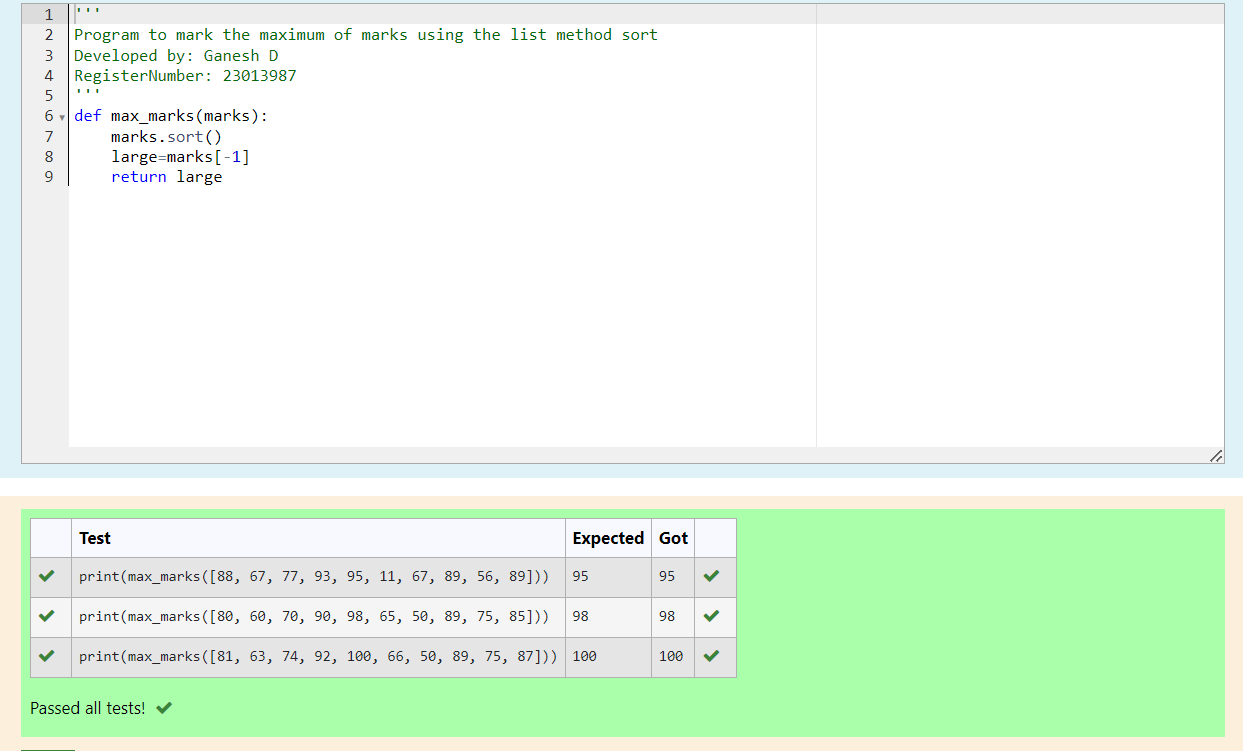 1 '''
2 Program to mark the maximum of marks using the list method sort
3 Developed by: Ganesh D
4 RegisterNumber: 23013987
5 '''
6 def max_marks(marks):
7     marks.sort()
8     large=marks[-1]
9     return large
Test Expected Got
print(max_marks([88, 67, 77, 93, 95, 11, 67, 89, 56, 89])) 95 95
print(max_marks([80, 60, 70, 90, 98, 65, 50, 89, 75, 85])) 98 98
print(max_marks([81, 63, 74, 92, 100, 66, 50, 89, 75, 87])) 100 100
Passed all tests!